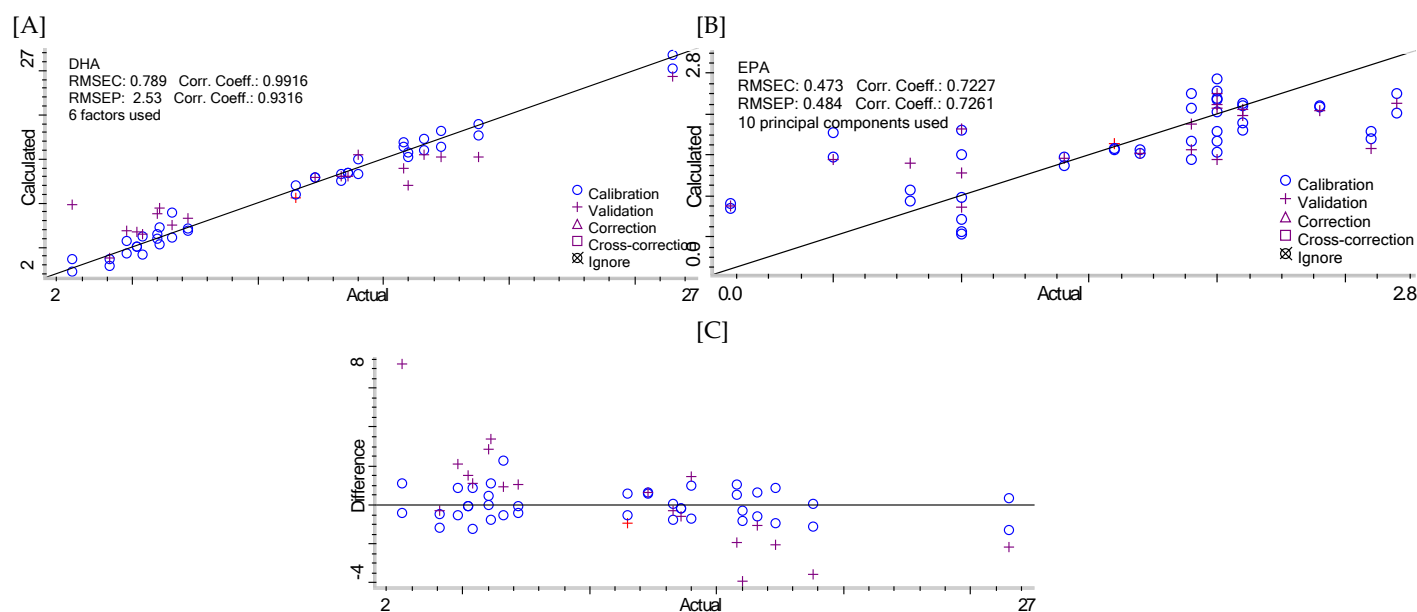 [A]
27
DHA
RMSEC: 0.789 Corr. Coeff.: 0.9916
RMSEP: 2.53 Corr. Coeff.: 0.9316
6 factors used
Calculated
Calibration
Validation
Correction
Cross-correction
Ignore
2
2
Actual
27
[B]
2.8
EPA
RMSEC: 0.473 Corr. Coeff.: 0.7227
RMSEP: 0.484 Corr. Coeff.: 0.7261
10 principal components used
Calculated
Calibration
Validation
Correction
Cross-correction
Ignore
0.0
0.0
Actual
2.8
[C]
8
Difference
-4
2
Actual
27